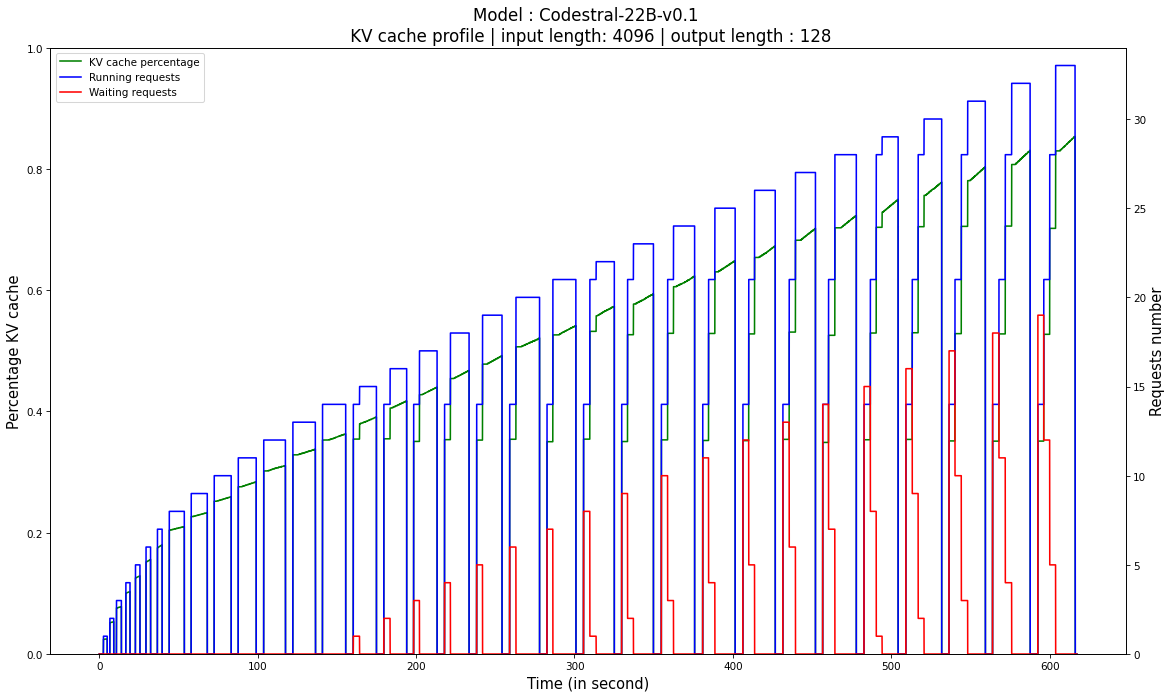 Model : Codestral-22B-v0.1
KV cache profile | input length: 4096 | output length : 128
KV cache percentage
Running requests
Waiting requests
Percentage KV cache
1.0
0.8
0.6
0.4
0.2
0.0
0
100
200
300
400
500
600
Time (in second)
30
25
20
15
10
5
0
Requests number